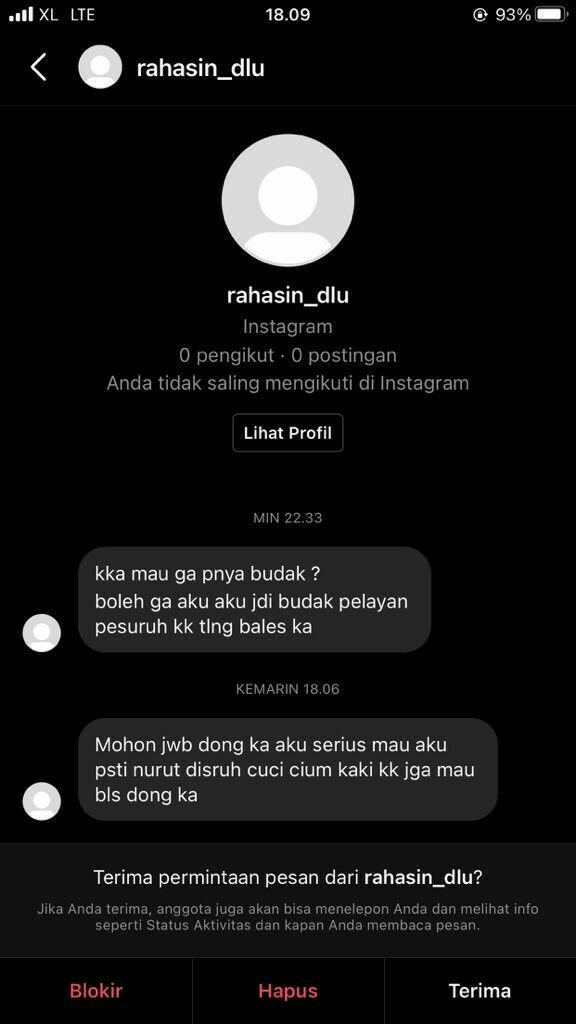 XL LTE 18.09 93%
rahasin_dlu
rahasin_dlu
Instagram
0 pengikut · 0 postingan
Anda tidak saling mengikuti di Instagram
Lihat Profil
MIN 22.33
kka mau ga pnya budak ?
boleh ga aku aku jdi budak pelayan
pesuruh kk tlng bales ka
KEMARIN 18.06
Mohon jwb dong ka aku serius mau aku
psti nurut disruh cuci cium kaki kk jga mau
bls dong ka
Terima permintaan pesan dari rahasin_dlu?
Jika Anda terima, anggota juga akan bisa menelepon Anda dan melihat info
seperti Status Aktivitas dan kapan Anda membaca pesan.
Blokir Hapus Terima